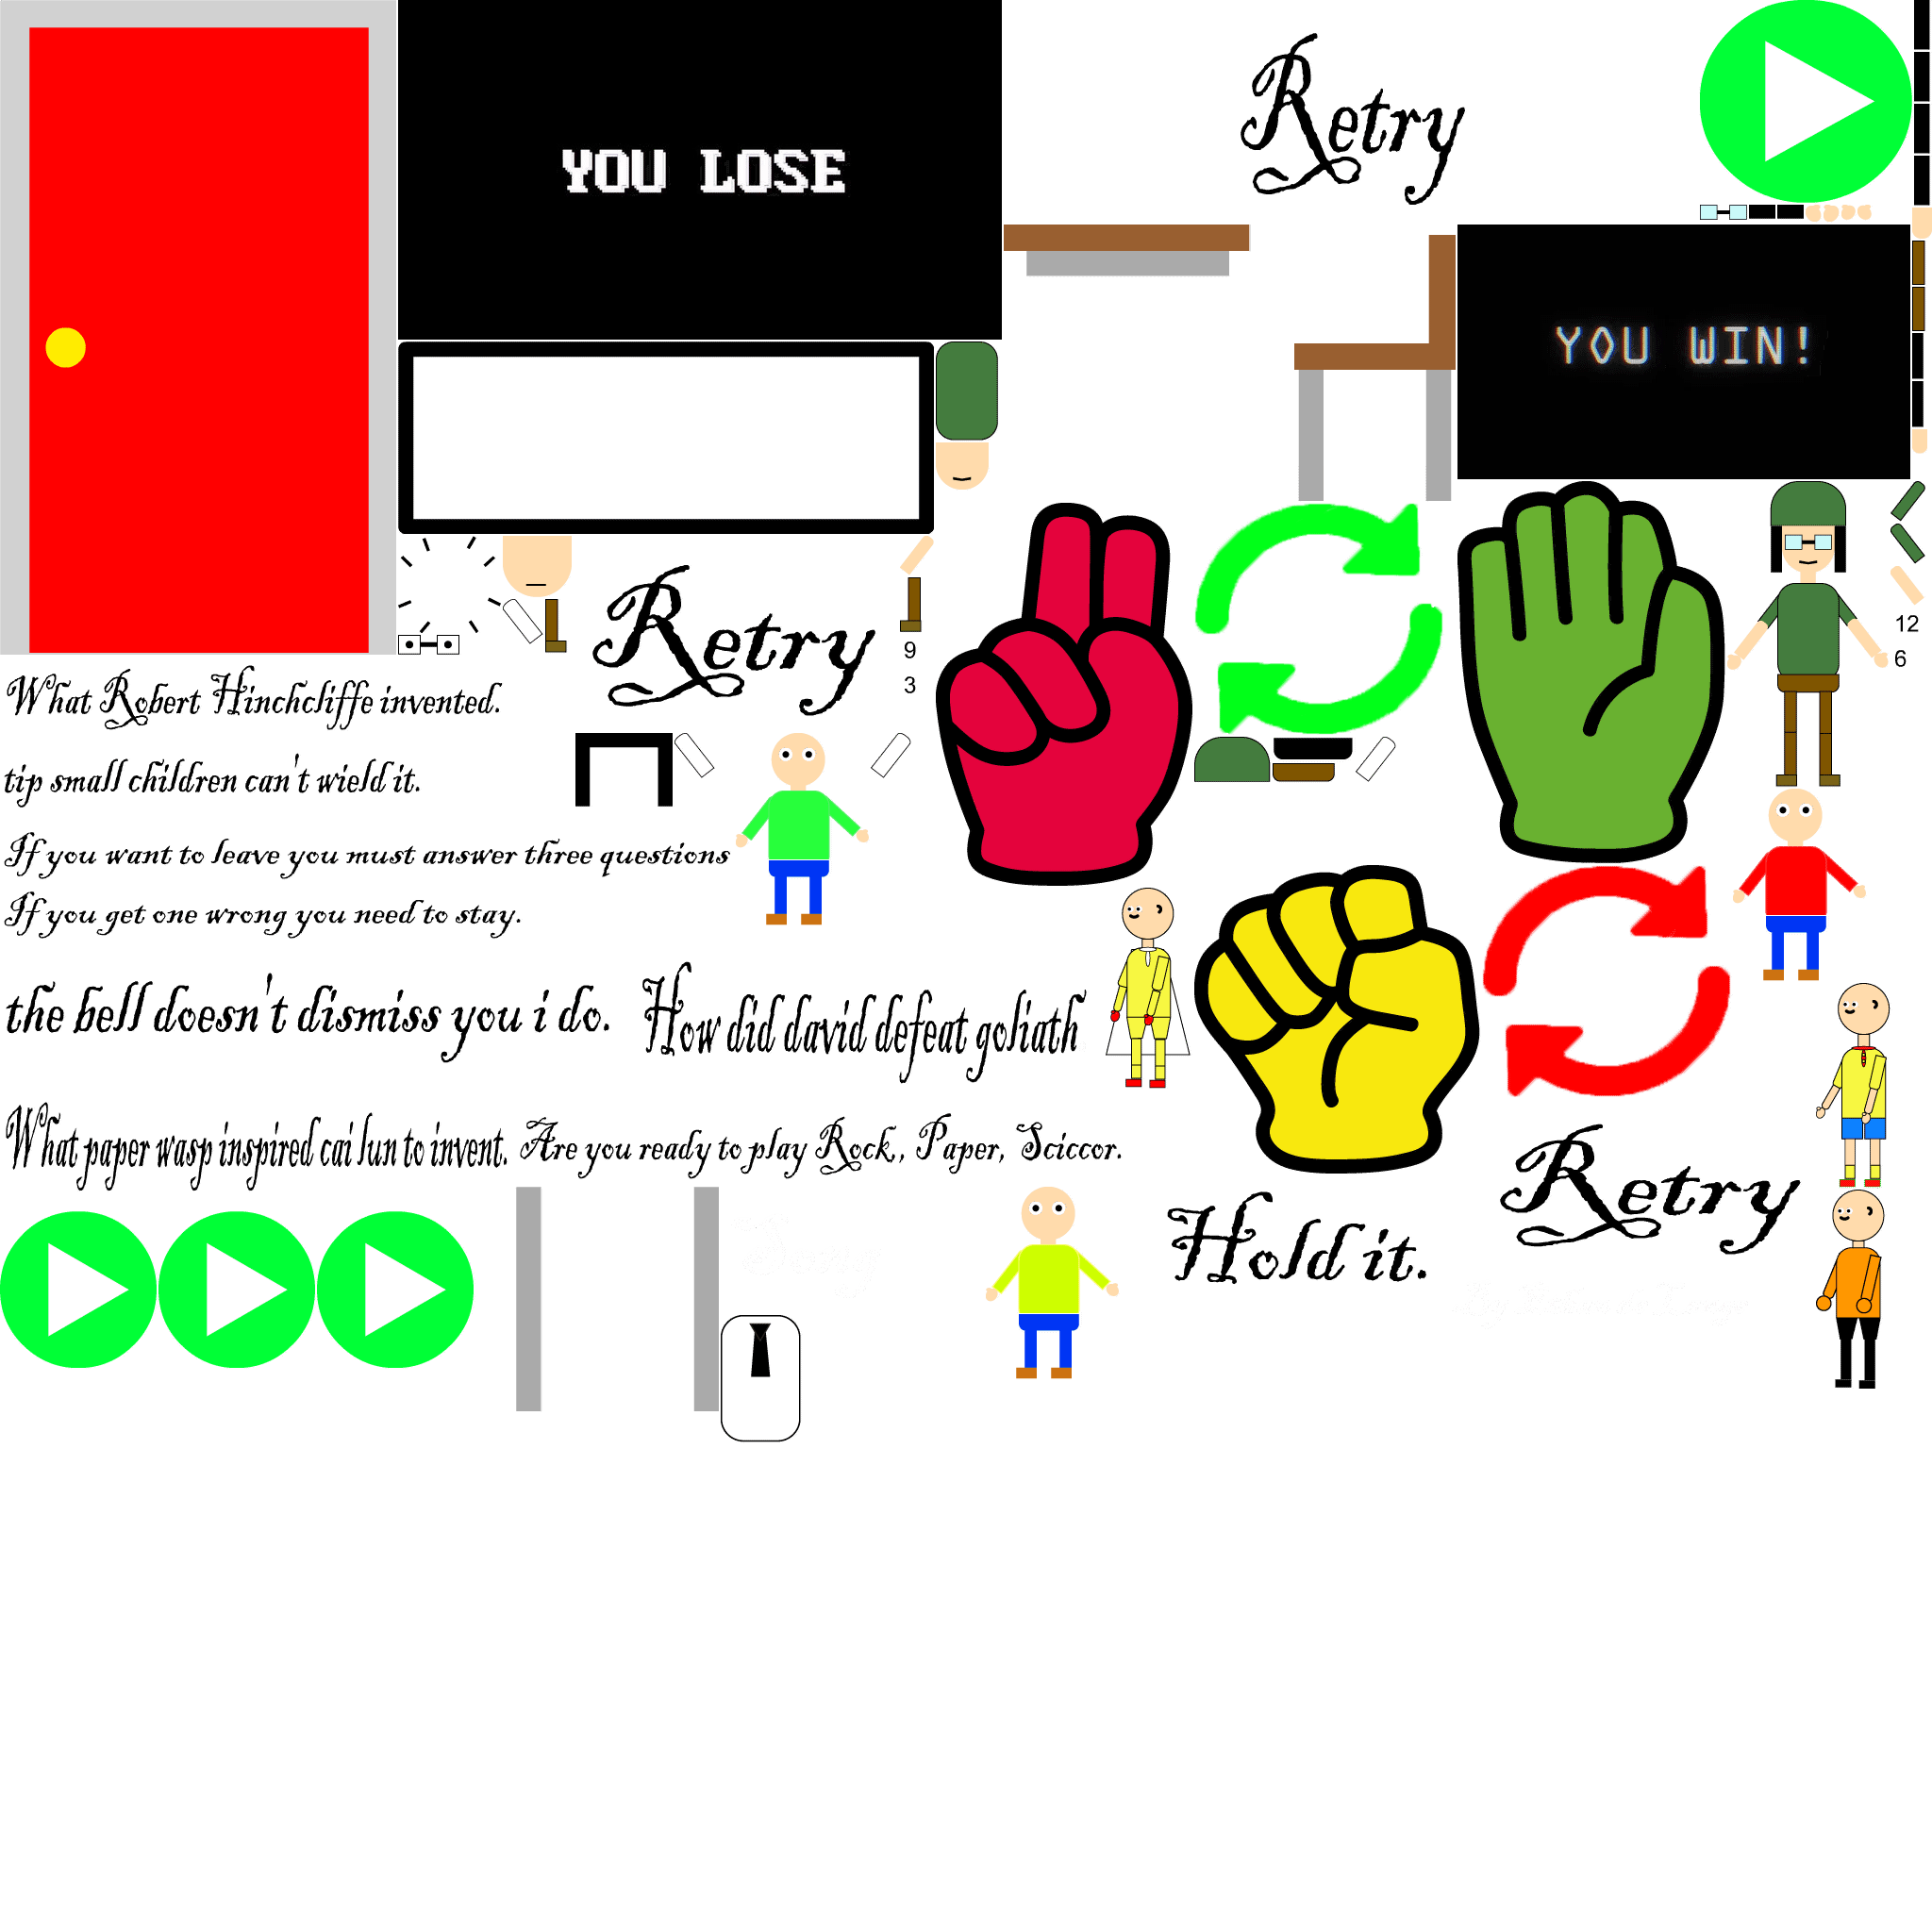 YOU LOSE
Retry
YOU WIN!
Retry
9
3
12
6
What Robert Hinchcliffe invented.
tip small children can't wield it.
If you want to leave you must answer three questions
If you get one wrong you need to stay.
the bell doesn't dismiss you i do.
How did david defeat goliath
What paper wasp inspired cai lun to invent.
Are you ready to play Rock, Paper, Sciccor.
Retry
Hold it.